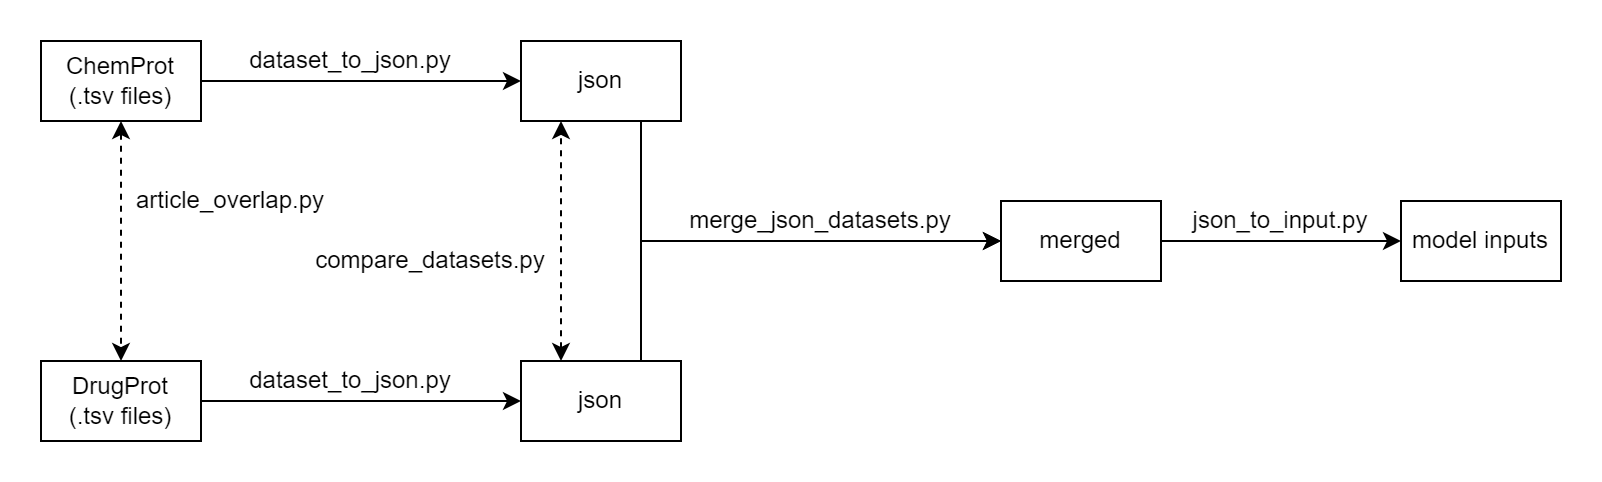 ChemProt
(.tsv files)
dataset_to_json.py
json
article_overlap.py
compare_datasets.py
merge_json_datasets.py
merged
json_to_input.py
model inputs
DrugProt
(.tsv files)
dataset_to_json.py
json